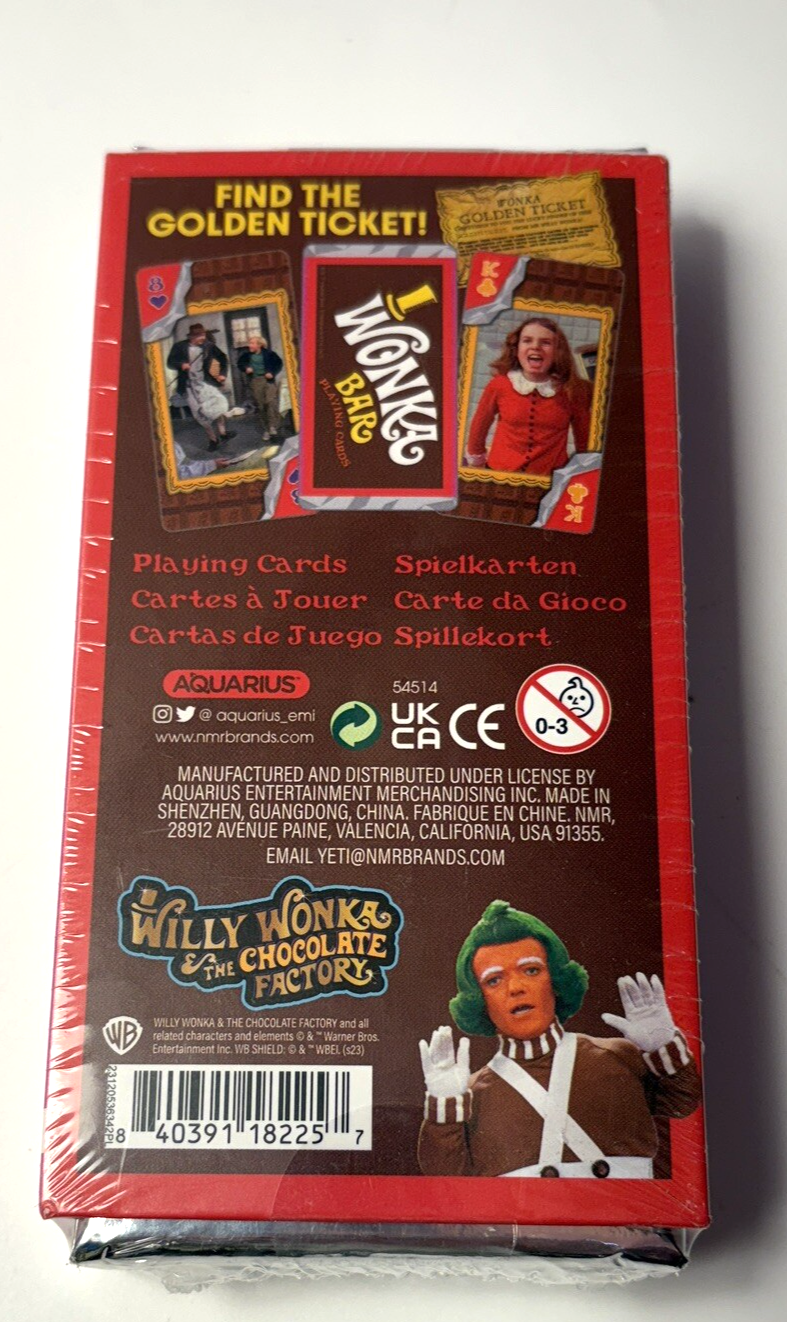 FIND THE
GOLDEN TICKET!
WONKA
GOLDEN TICKET
8
K
WONKA
BAR
PLAYING CARDS
K
Playing Cards Spielkarten
Cartes à Jouer Carte da Gioco
Cartas de Juego Spillekort
AQUARIUS
54514
@ aquarius_emi
www.nmrbrands.com
UK
CA
CE
0-3
MANUFACTURED AND DISTRIBUTED UNDER LICENSE BY
AQUARIUS ENTERTAINMENT MERCHANDISING INC. MADE IN
SHENZHEN, GUANGDONG, CHINA. FABRIQUE EN CHINE. NMR,
28912 AVENUE PAINE, VALENCIA, CALIFORNIA, USA 91355.
EMAIL YETI@NMRBRANDS.COM
WILLY WONKA
& THE CHOCOLATE
FACTORY
WB
WILLY WONKA & THE CHOCOLATE FACTORY and all
related characters and elements © & ™ Warner Bros.
Entertainment Inc. WB SHIELD: © & ™ WBEI. (s23)
23120536342PL
8 40391 18225 7